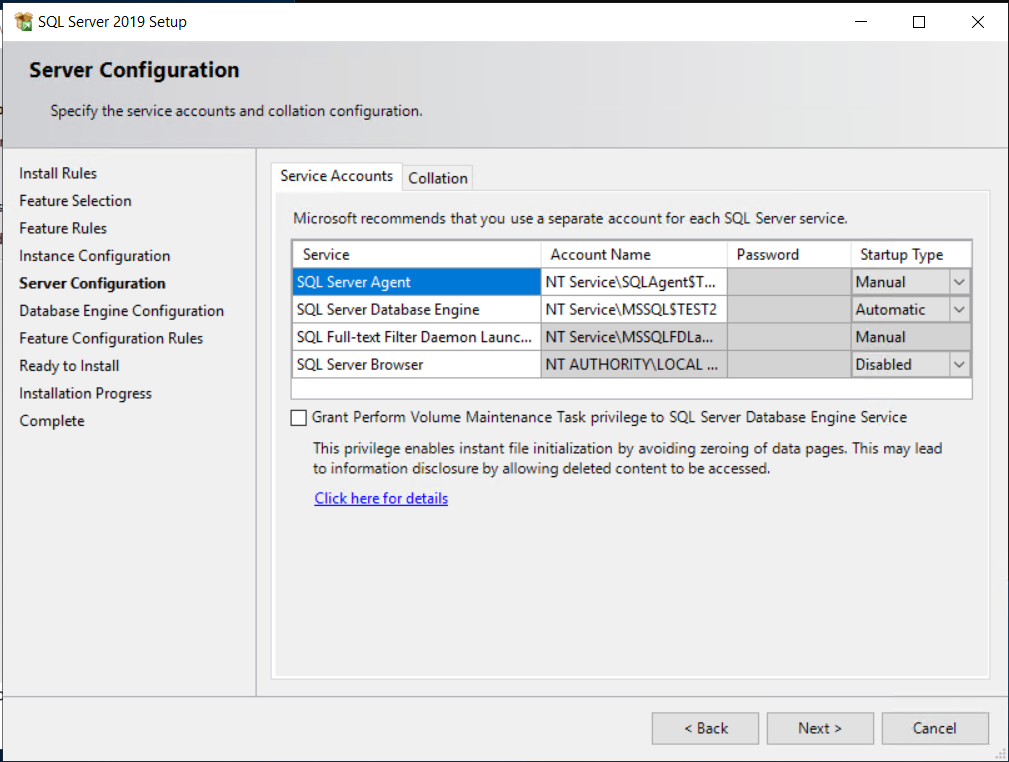 SQL Server 2019 Setup
Server Configuration
Specify the service accounts and collation configuration.
Install Rules
Feature Selection
Feature Rules
Instance Configuration
Server Configuration
Database Engine Configuration
Feature Configuration Rules
Ready to Install
Installation Progress
Complete
Service Accounts Collation
Microsoft recommends that you use a separate account for each SQL Server service.
Service Account Name Password Startup Type
SQL Server Agent NT Service\SQLAgent$T... Manual
SQL Server Database Engine NT Service\MSSQL$TEST2 Automatic
SQL Full-text Filter Daemon Launc... NT Service\MSSQLFDLa... Manual
SQL Server Browser NT AUTHORITY\LOCAL ... Disabled
Grant Perform Volume Maintenance Task privilege to SQL Server Database Engine Service
This privilege enables instant file initialization by avoiding zeroing of data pages. This may lead
to information disclosure by allowing deleted content to be accessed.
Click here for details
< Back Next > Cancel